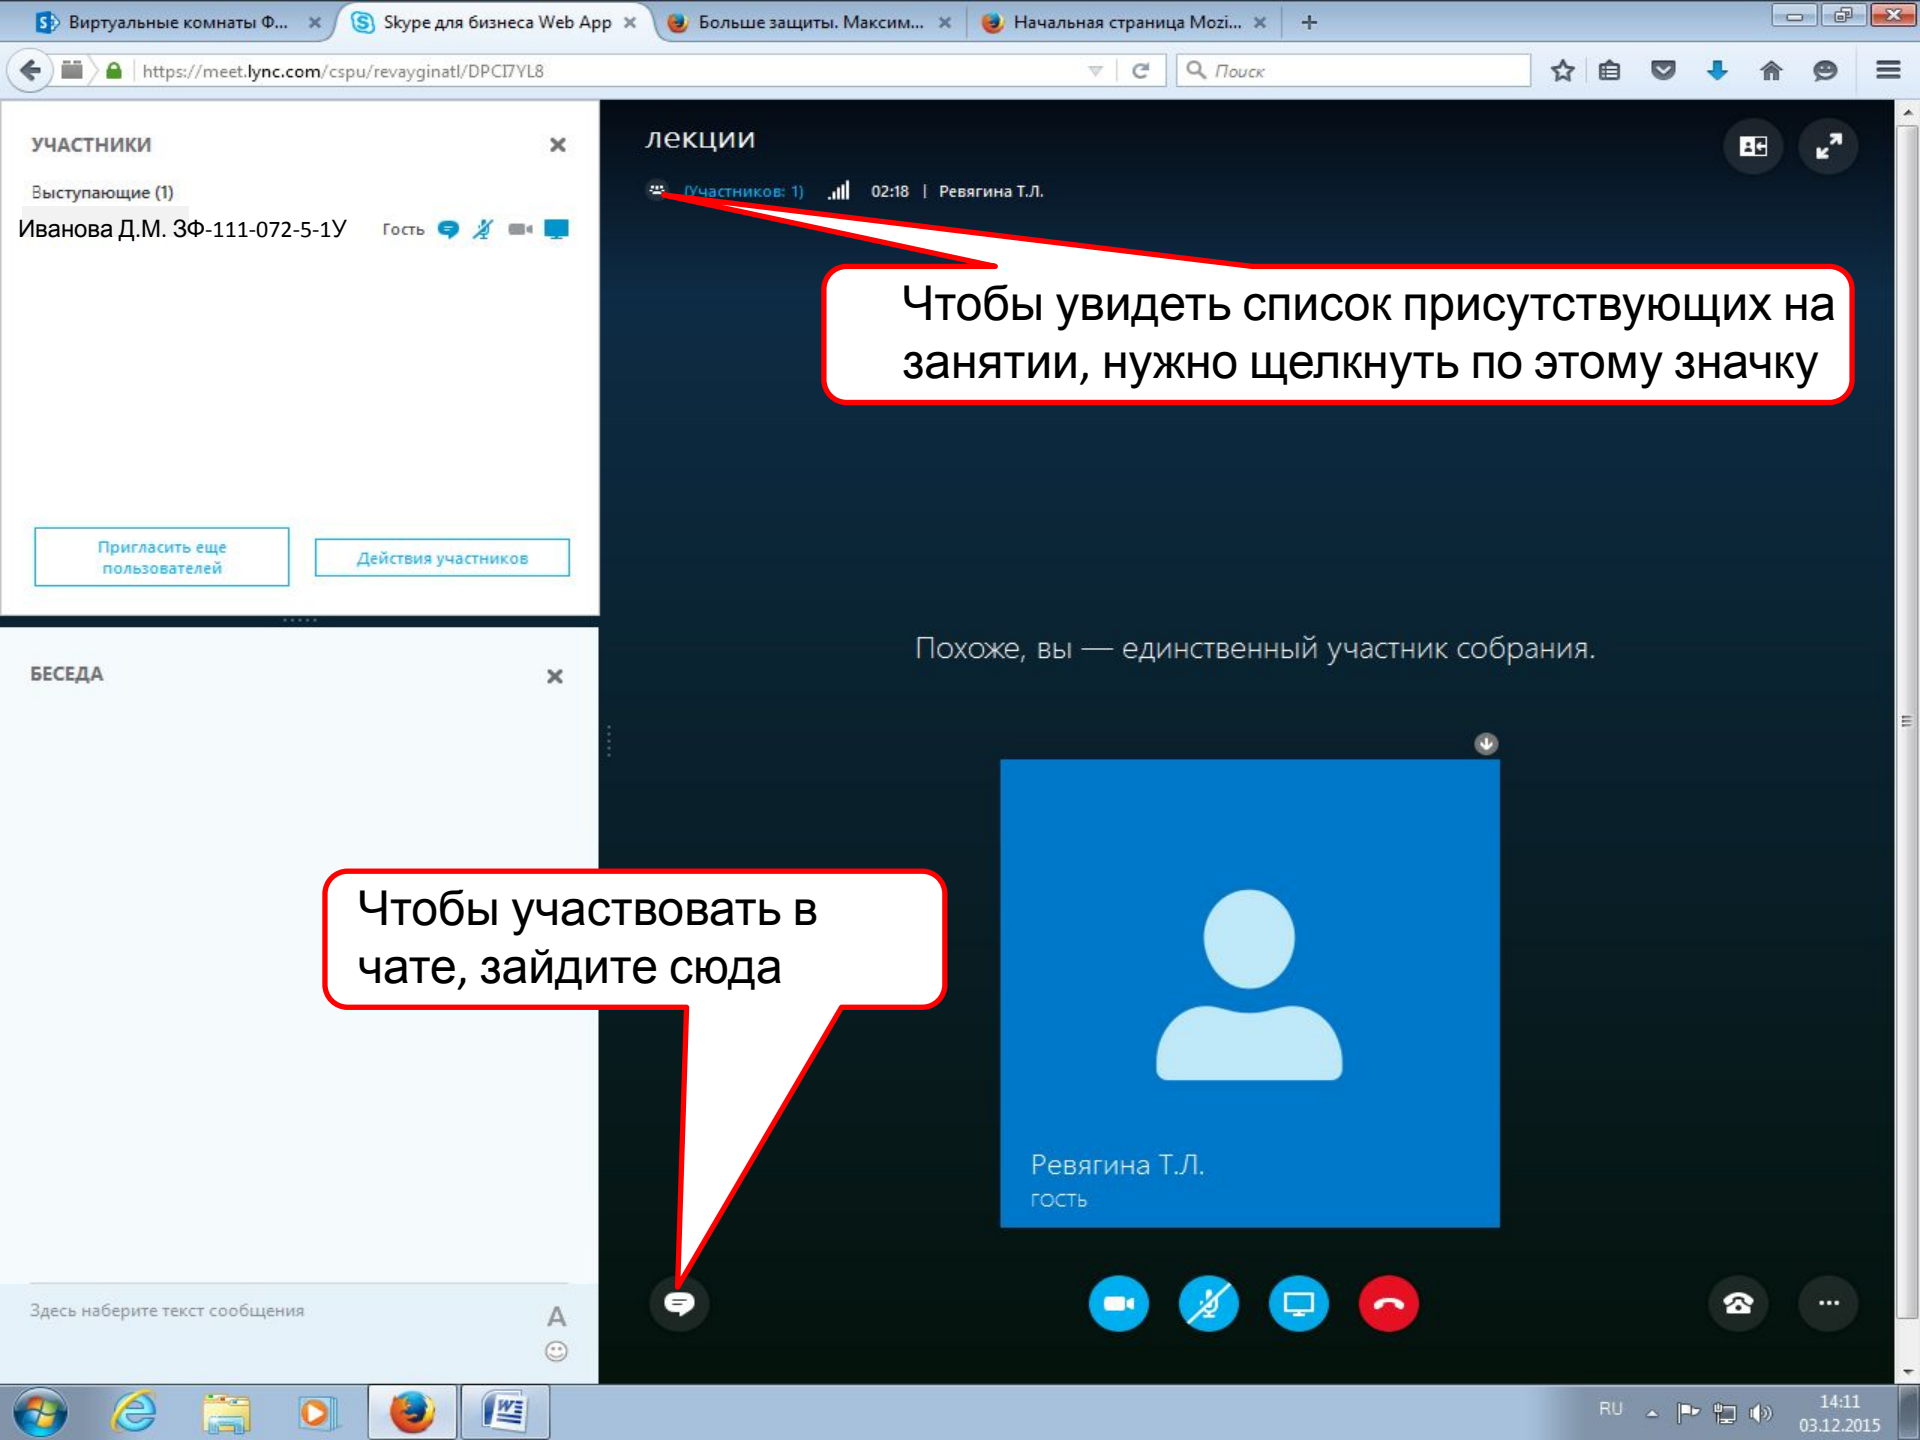 Виртуальные комнаты Ф...
Skype для бизнеса Web App
Больше защиты. Максим...
Начальная страница Mozi...
https://meet.lync.com/cspu/revayginatl/DPCI7YL8
Поиск
УЧАСТНИКИ
Выступающие (1)
Иванова Д.М. ЗФ-111-072-5-1У
Гость
Пригласить еще
пользователей
Действия участников
лекции
(Участников: 1) 02:18 | Ревягина Т.Л.
Чтобы увидеть список присутствующих на
занятии, нужно щелкнуть по этому значку
Похоже, вы — единственный участник собрания.
БЕСЕДА
Чтобы участвовать в
чате, зайдите сюда
Ревягина Т.Л.
гость
Здесь наберите текст сообщения
A
RU
14:11
03.12.2015